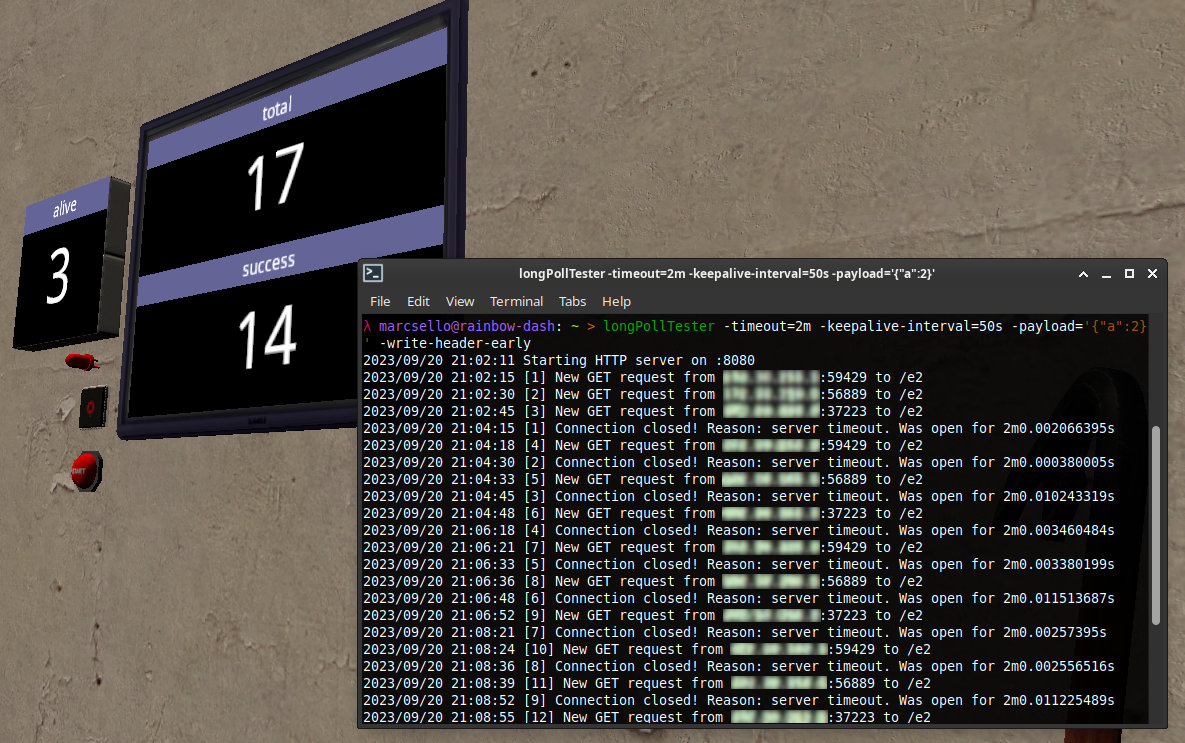 total
17
alive
3
success
14
START
longPollTester -timeout=2m -keepalive-interval=50s -payload='{"a":2}'
File Edit View Terminal Tabs Help
λ marcsello@rainbow-dash: ~ > longPollTester -timeout=2m -keepalive-interval=50s -payload='{"a":2}
' -write-header-early
2023/09/20 21:02:11 Starting HTTP server on :8080
2023/09/20 21:02:15 [1] New GET request from :59429 to /e2
2023/09/20 21:02:30 [2] New GET request from :56889 to /e2
2023/09/20 21:02:45 [3] New GET request from :37223 to /e2
2023/09/20 21:04:15 [1] Connection closed! Reason: server timeout. Was open for 2m0.002066395s
2023/09/20 21:04:18 [4] New GET request from :59429 to /e2
2023/09/20 21:04:30 [2] Connection closed! Reason: server timeout. Was open for 2m0.000380005s
2023/09/20 21:04:33 [5] New GET request from :56889 to /e2
2023/09/20 21:04:45 [3] Connection closed! Reason: server timeout. Was open for 2m0.010243319s
2023/09/20 21:04:48 [6] New GET request from :37223 to /e2
2023/09/20 21:06:18 [4] Connection closed! Reason: server timeout. Was open for 2m0.003460484s
2023/09/20 21:06:21 [7] New GET request from :59429 to /e2
2023/09/20 21:06:33 [5] Connection closed! Reason: server timeout. Was open for 2m0.003380199s
2023/09/20 21:06:36 [8] New GET request from :56889 to /e2
2023/09/20 21:06:48 [6] Connection closed! Reason: server timeout. Was open for 2m0.011513687s
2023/09/20 21:06:52 [9] New GET request from :37223 to /e2
2023/09/20 21:08:21 [7] Connection closed! Reason: server timeout. Was open for 2m0.00257395s
2023/09/20 21:08:24 [10] New GET request from :59429 to /e2
2023/09/20 21:08:36 [8] Connection closed! Reason: server timeout. Was open for 2m0.002556516s
2023/09/20 21:08:39 [11] New GET request from :56889 to /e2
2023/09/20 21:08:52 [9] Connection closed! Reason: server timeout. Was open for 2m0.011225489s
2023/09/20 21:08:55 [12] New GET request from :37223 to /e2